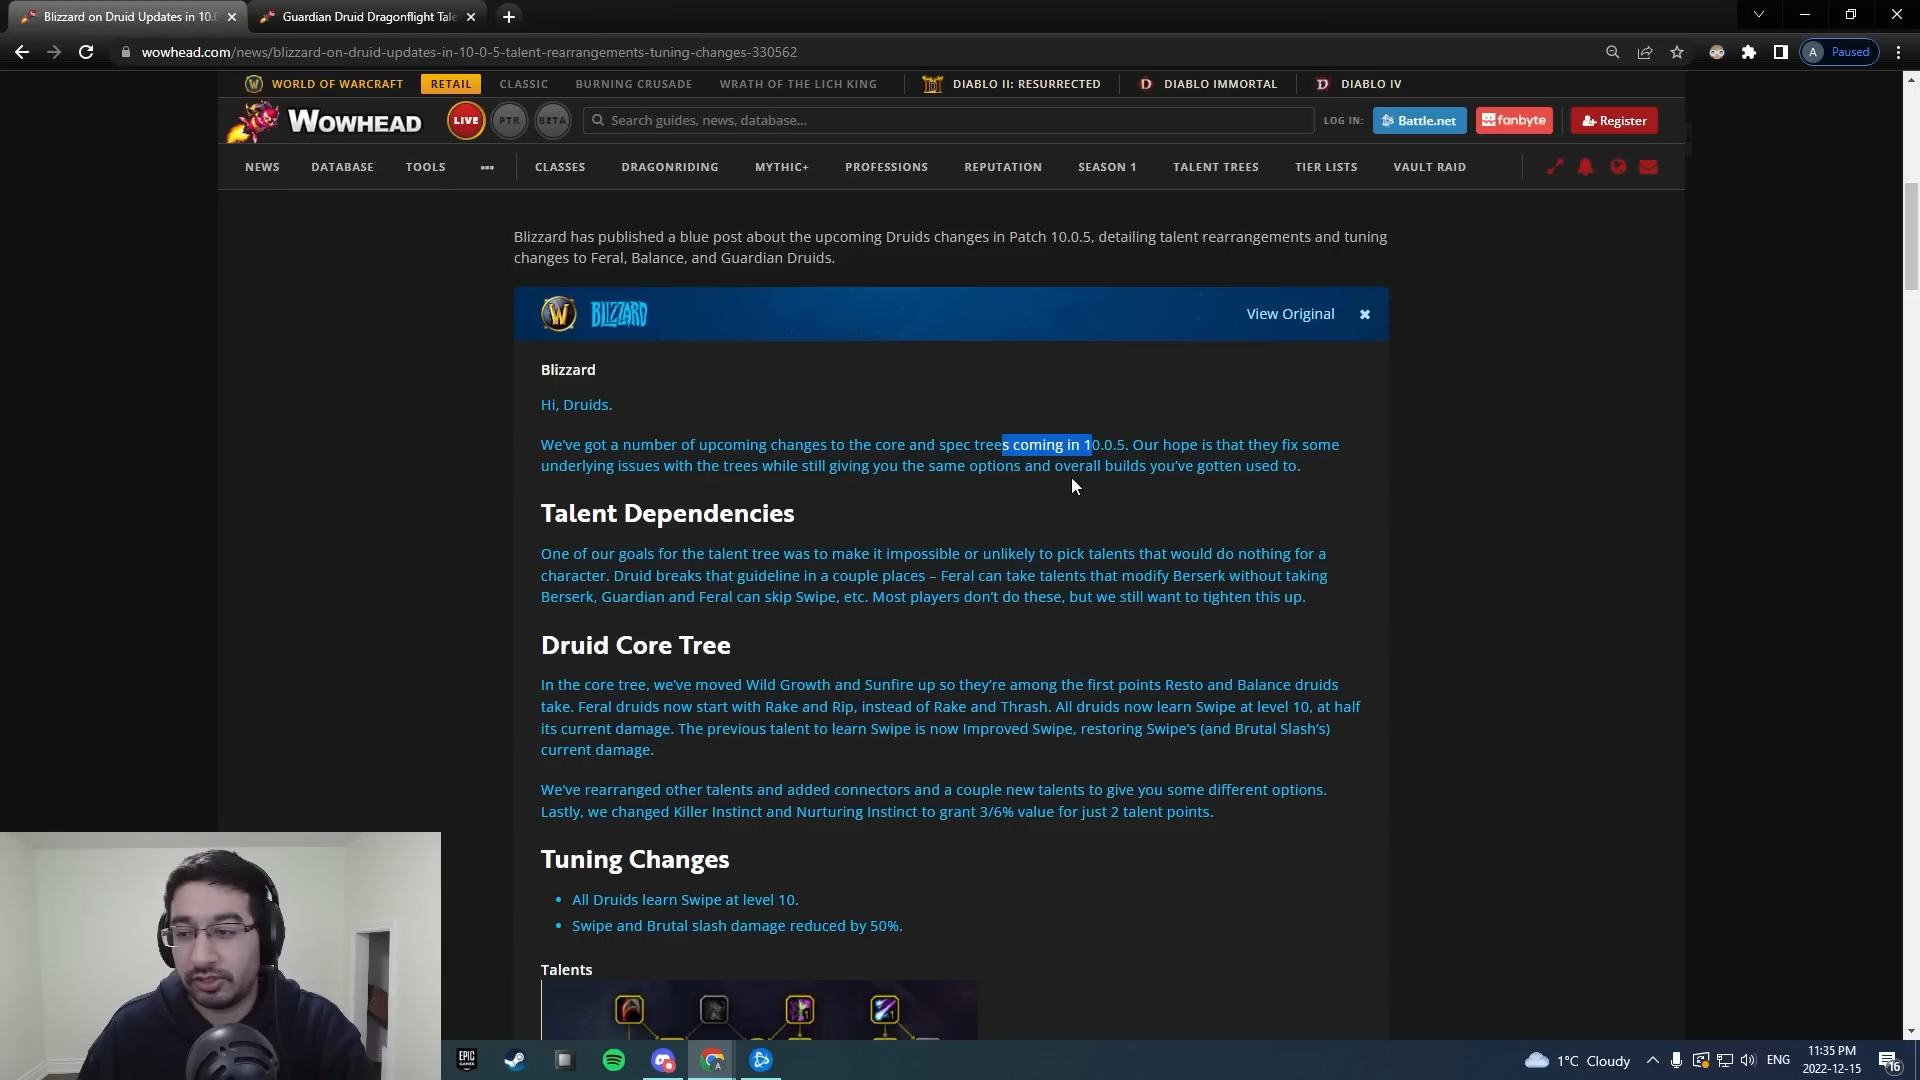 Blizzard on Druid Updates in 10.0
Guardian Druid Dragonflight Tale
wowhead.com/news/blizzard-on-druid-updates-in-10-0-5-talent-rearrangements-tuning-changes-330562
A Paused
WORLD OF WARCRAFT RETAIL CLASSIC BURNING CRUSADE WRATH OF THE LICH KING DIABLO II: RESURRECTED DIABLO IMMORTAL DIABLO IV
WOWHEAD LIVE PTR BETA Search guides, news, database... LOG IN: Battle.net fanbyte Register
NEWS DATABASE TOOLS ••• CLASSES DRAGONRIDING MYTHIC+ PROFESSIONS REPUTATION SEASON 1 TALENT TREES TIER LISTS VAULT RAID
Blizzard has published a blue post about the upcoming Druids changes in Patch 10.0.5, detailing talent rearrangements and tuning
changes to Feral, Balance, and Guardian Druids.
W BLIZZARD View Original
Blizzard
Hi, Druids.
We've got a number of upcoming changes to the core and spec trees coming in 10.0.5. Our hope is that they fix some
underlying issues with the trees while still giving you the same options and overall builds you've gotten used to.
Talent Dependencies
One of our goals for the talent tree was to make it impossible or unlikely to pick talents that would do nothing for a
character. Druid breaks that guideline in a couple places – Feral can take talents that modify Berserk without taking
Berserk, Guardian and Feral can skip Swipe, etc. Most players don't do these, but we still want to tighten this up.
Druid Core Tree
In the core tree, we've moved Wild Growth and Sunfire up so they're among the first points Resto and Balance druids
take. Feral druids now start with Rake and Rip, instead of Rake and Thrash. All druids now learn Swipe at level 10, at half
its current damage. The previous talent to learn Swipe is now Improved Swipe, restoring Swipe's (and Brutal Slash's)
current damage.
We've rearranged other talents and added connectors and a couple new talents to give you some different options.
Lastly, we changed Killer Instinct and Nurturing Instinct to grant 3/6% value for just 2 talent points.
Tuning Changes
• All Druids learn Swipe at level 10.
• Swipe and Brutal slash damage reduced by 50%.
Talents
EPIC GAMES
1°C Cloudy ENG 11:35 PM
2022-12-15
16